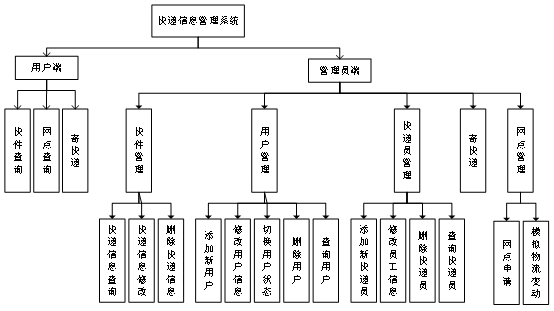 快递信息管理系统
用户端
管理员端
快件查询
网点查询
寄快递
快件管理
用户管理
快递员管理
寄快递
网点管理
快递信息查询
快递信息修改
删除快递信息
添加新用户
修改用户信息
切换用户状态
删除用户
查询用户
添加新快递员
修改员工信息
删除快递员
查询快递员
网点申请
模拟物流变动